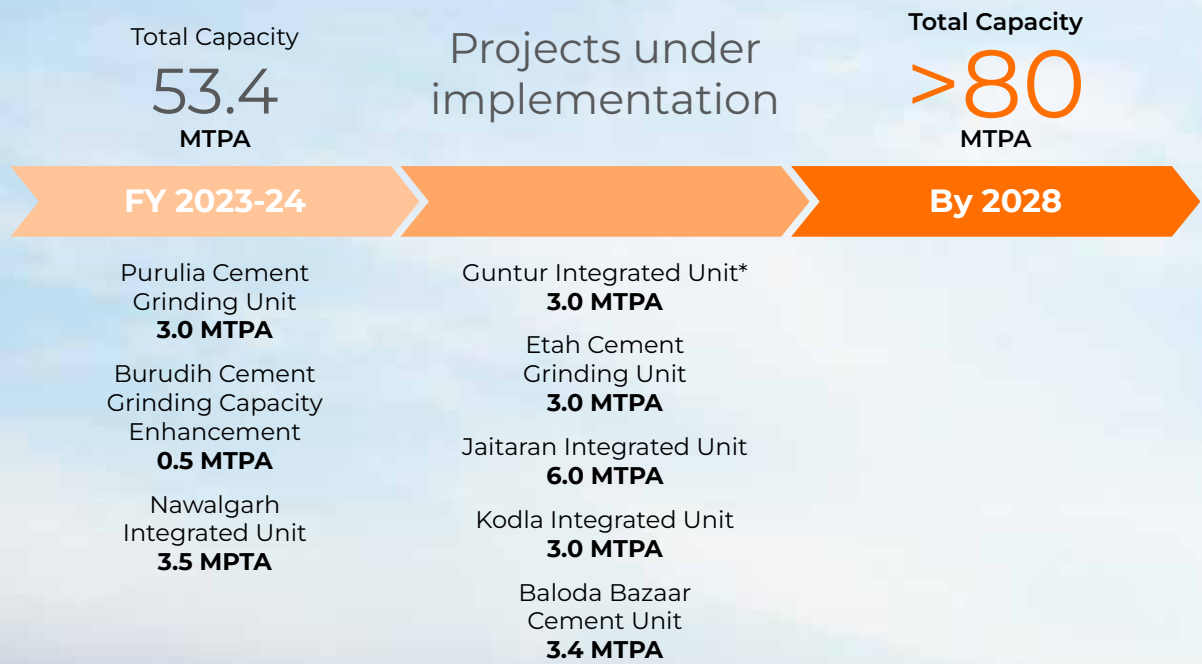 Total Capacity
53.4
MTPA
Projects under
implementation
Total Capacity
>80
MTPA
FY 2023-24
By 2028
Purulia Cement
Grinding Unit
3.0 MTPA
Burudih Cement
Grinding Capacity
Enhancement
0.5 MTPA
Nawalgarh
Integrated Unit
3.5 MPTA
Guntur Integrated Unit*
3.0 MTPA
Etah Cement
Grinding Unit
3.0 MTPA
Jaitaran Integrated Unit
6.0 MTPA
Kodla Integrated Unit
3.0 MTPA
Baloda Bazaar
Cement Unit
3.4 MTPA